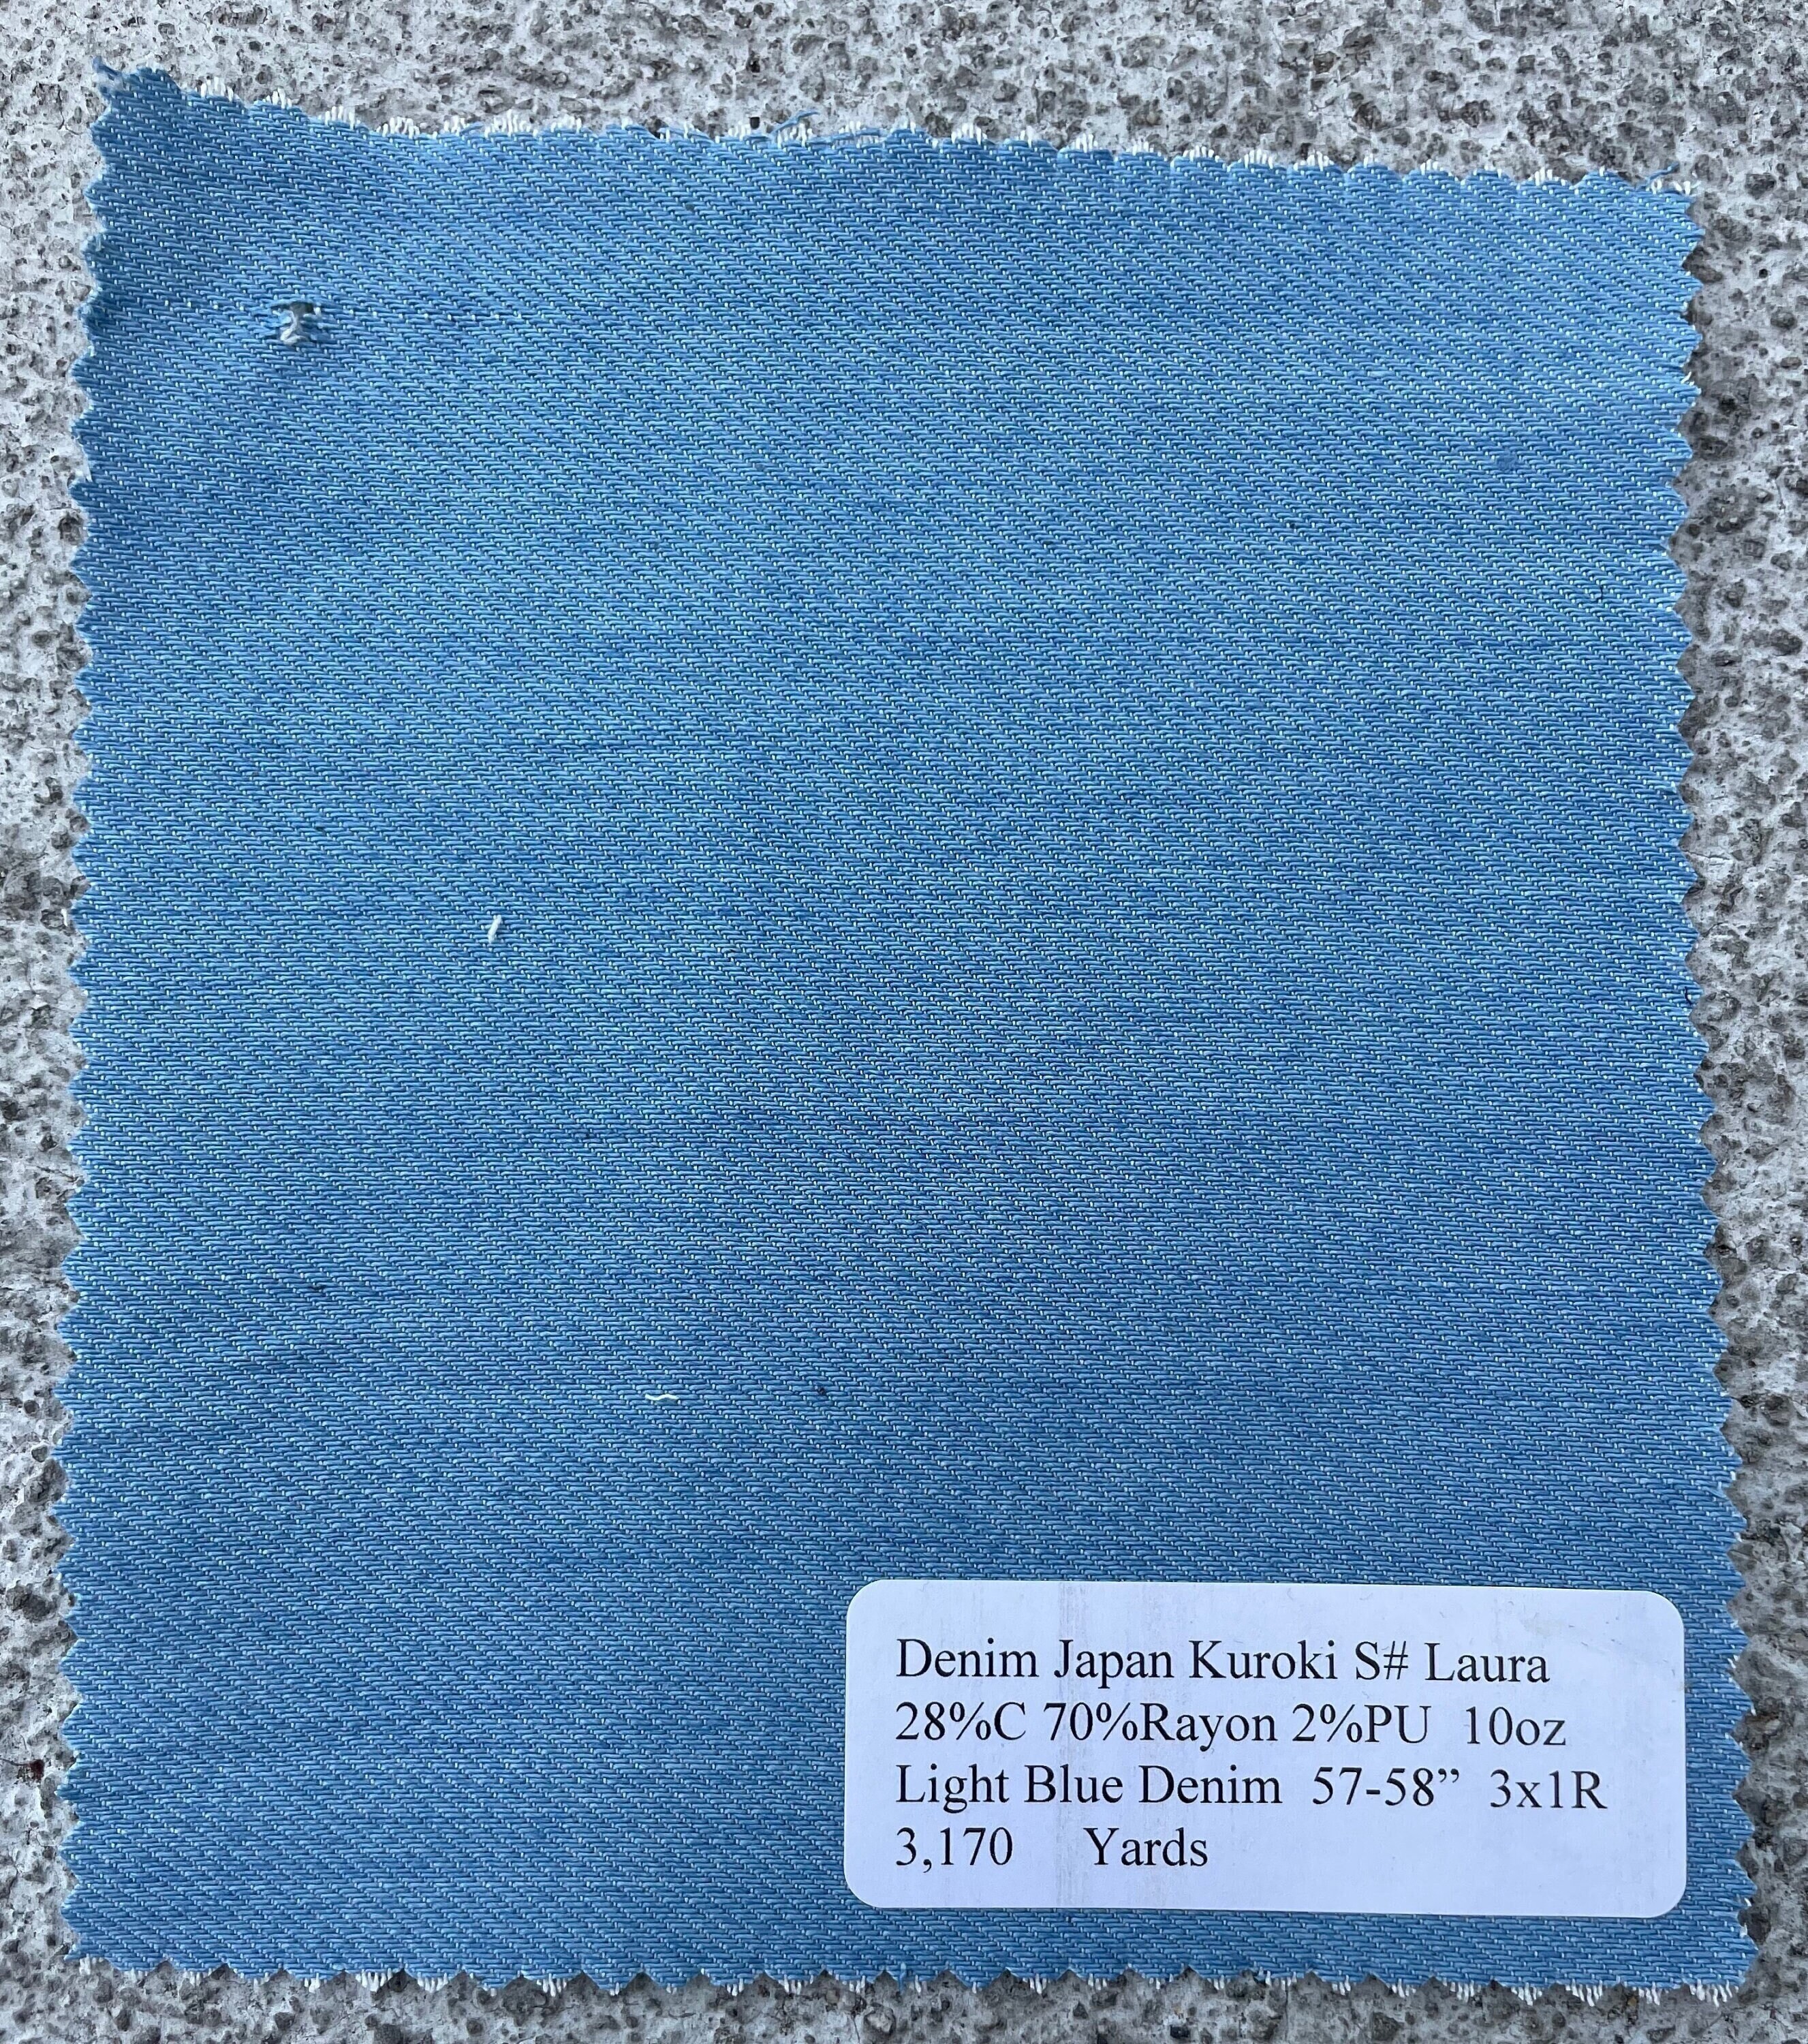 Denim Japan Kuroki S# Laura
28%C 70%Rayon 2%PU 10oz
Light Blue Denim 57-58” 3x1R
3,170 Yards